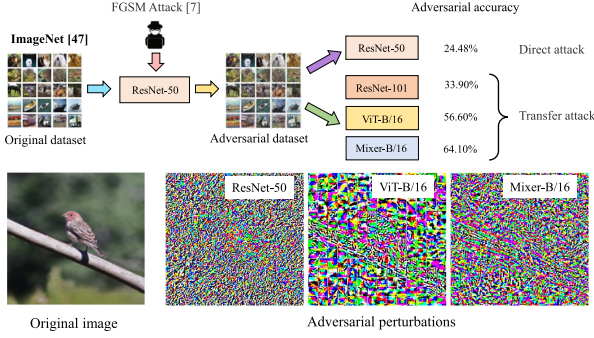 FGSM Attack [7]
Adversarial accuracy
ImageNet [47]
ResNet-50
ResNet-50
24.48%
Direct attack
ResNet-101
33.90%
ViT-B/16
56.60%
Transfer attack
Mixer-B/16
64.10%
Original dataset
Adversarial dataset
ResNet-50
ViT-B/16
Mixer-B/16
Original image
Adversarial perturbations